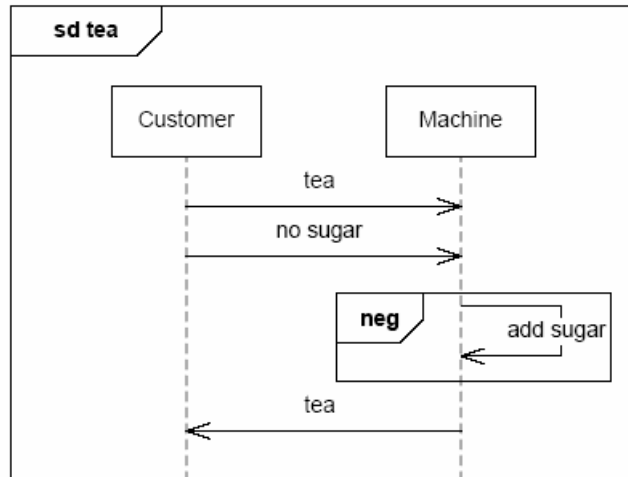 sd tea
Customer
Machine
tea
no sugar
neg
add sugar
tea